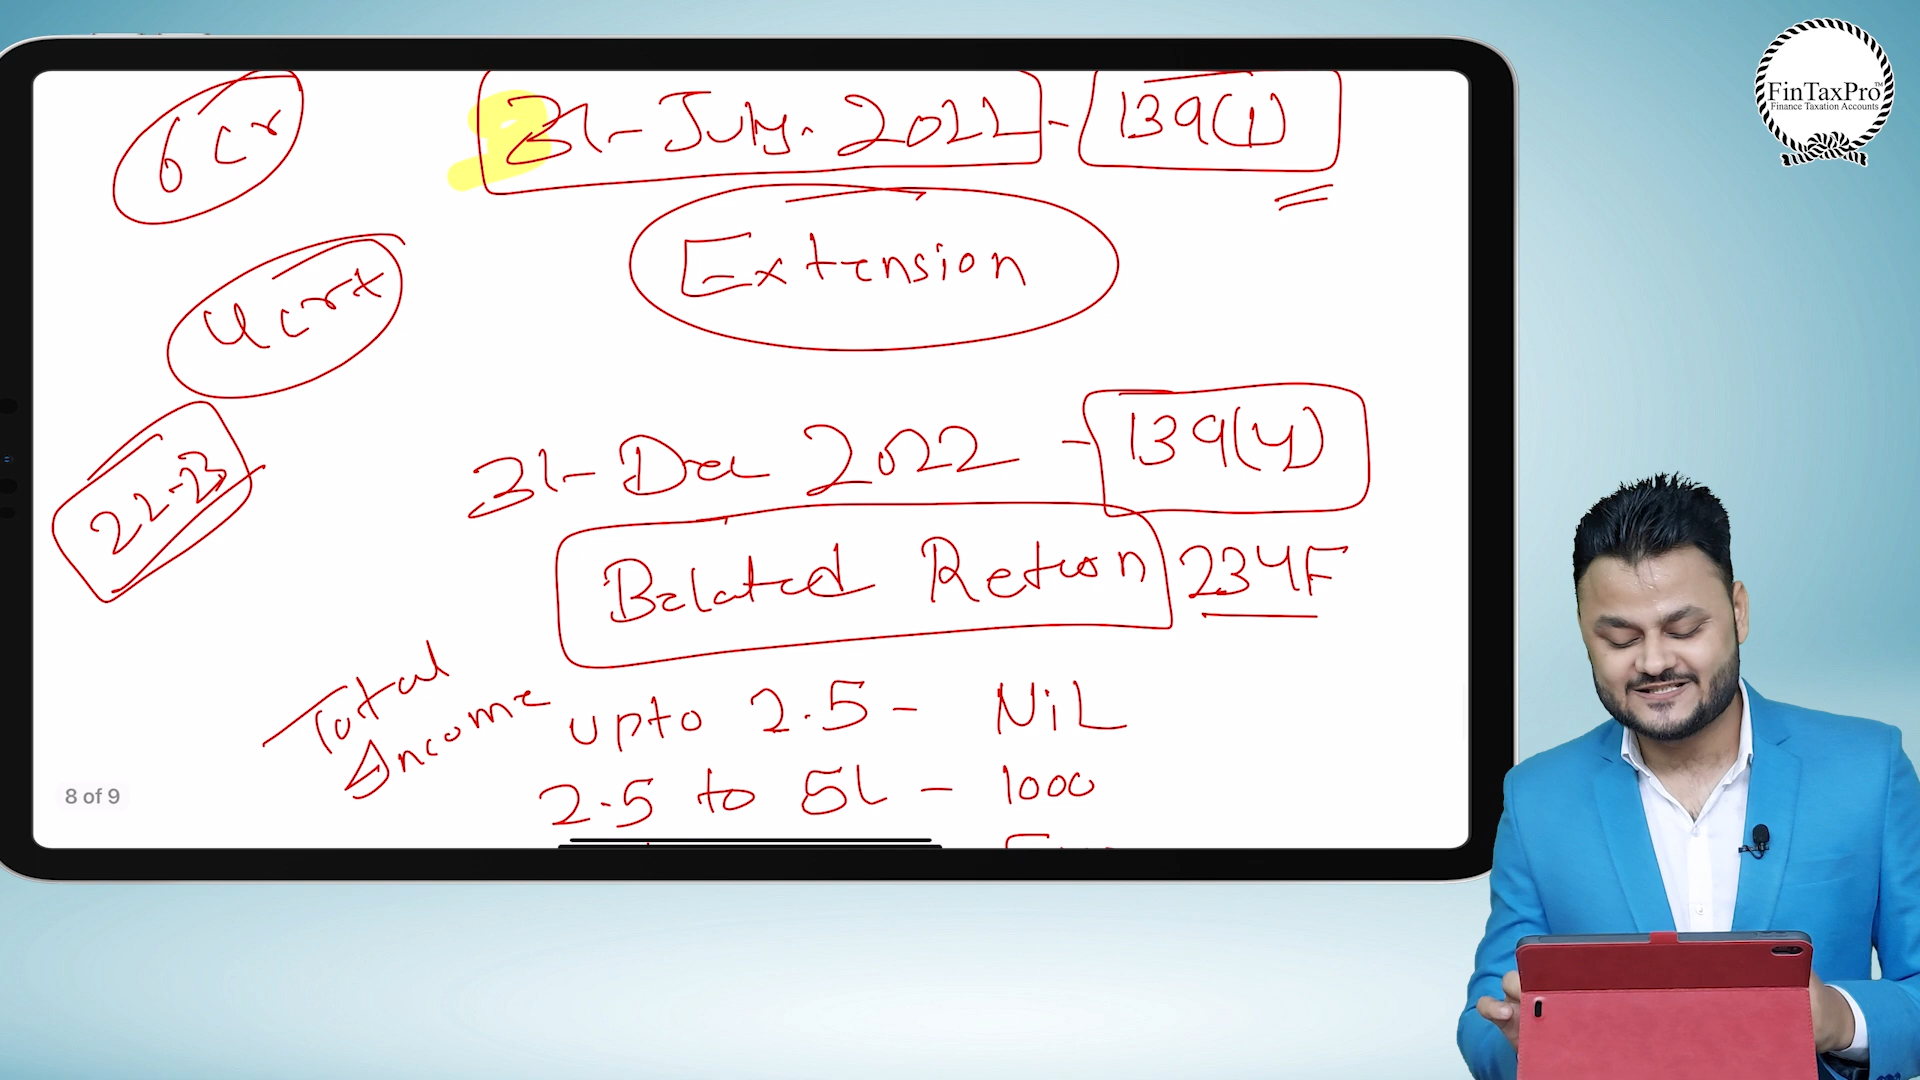 6 cr
31-July-2022 - 139(1)
Extension
4 cr+
22-23
31-Dec 2022 - 139(4)
Belated Return 234F
Total
Income
upto 2.5 - NiL
2.5 to 5L - 1000
8 of 9
FinTaxPro™
Finance Taxation Accounts